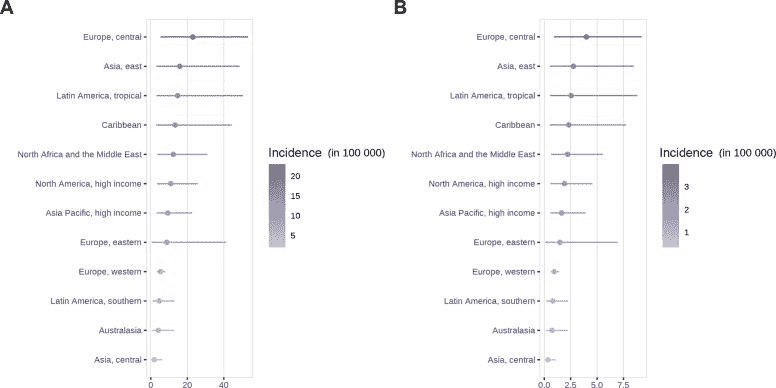 A
Europe, central
Asia, east
Latin America, tropical
Caribbean
North Africa and the Middle East
North America, high income
Asia Pacific, high income
Europe, eastern
Europe, western
Latin America, southern
Australasia
Asia, central
0 20 40
Incidence (in 100 000)
20
15
10
5
B
Europe, central
Asia, east
Latin America, tropical
Caribbean
North Africa and the Middle East
North America, high income
Asia Pacific, high income
Europe, eastern
Europe, western
Latin America, southern
Australasia
Asia, central
0.0 2.5 5.0 7.5
Incidence (in 100 000)
3
2
1